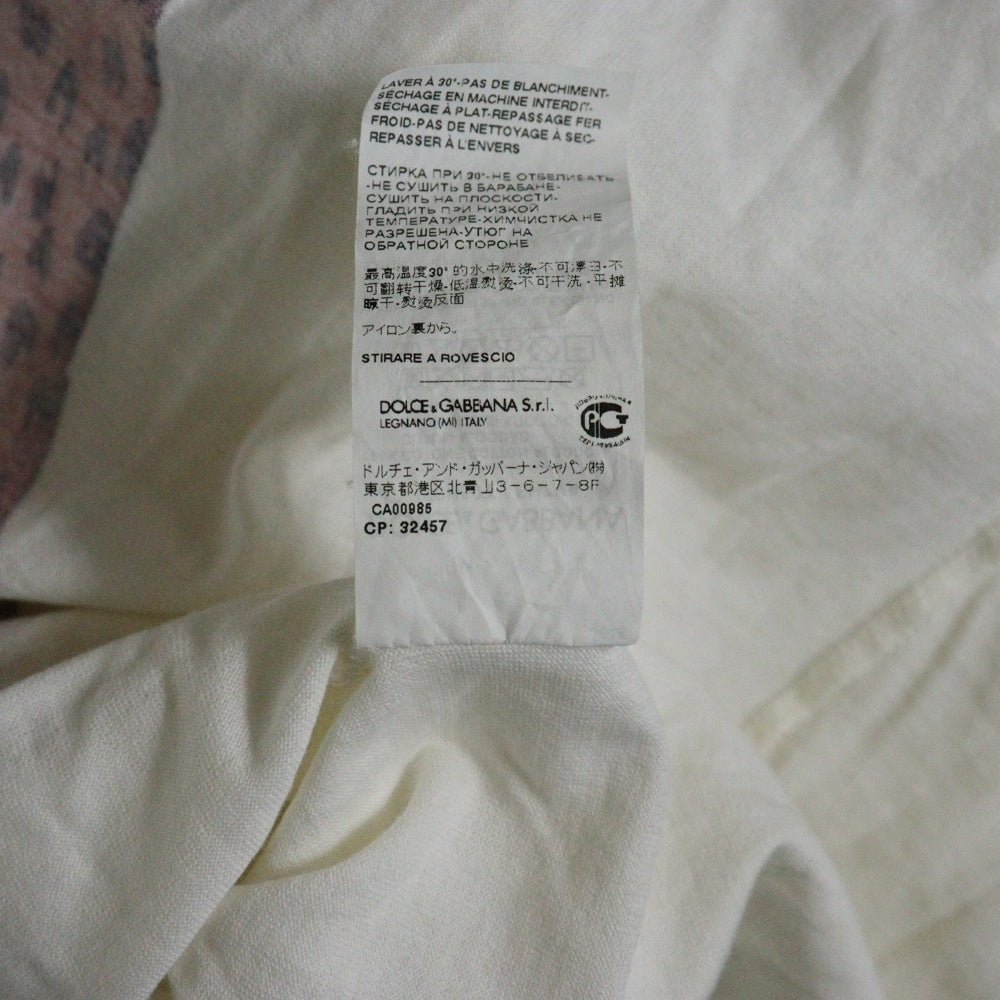 LAVER À 30°-PAS DE BLANCHIMENT-
SÉCHAGE EN MACHINE INTERDIT-
SÉCHAGE À PLAT-REPASSAGE FER
FROID-PAS DE NETTOYAGE À SEC-
REPASSER À L'ENVERS
СТИРКА ПРИ 30°-НЕ ОТБЕЛИВАТЬ
-НЕ СУШИТЬ В БАРАБАНЕ-
СУШИТЬ НА ПЛОСКОСТИ-
ГЛАДИТЬ ПРИ НИЗКОЙ
ТЕМПЕРАТУРЕ-ХИМЧИСТКА НЕ
РАЗРЕШЕНА-УТЮГ НА
ОБРАТНОЙ СТОРОНЕ
最高温度30°的水中洗涤-不可漂白-不
可翻转干燥-低温熨烫-不可干洗-平摊
晾干-熨烫反面
アイロン裏から。
STIRARE A ROVESCIO
DOLCE & GABBANA S.r.l.
LEGNANO (MI) ITALY
ドルチェ・アンド・ガッバーナ・ジャパン(株)
東京都港区北青山3-6-7-8F
CA00985
CP: 32457